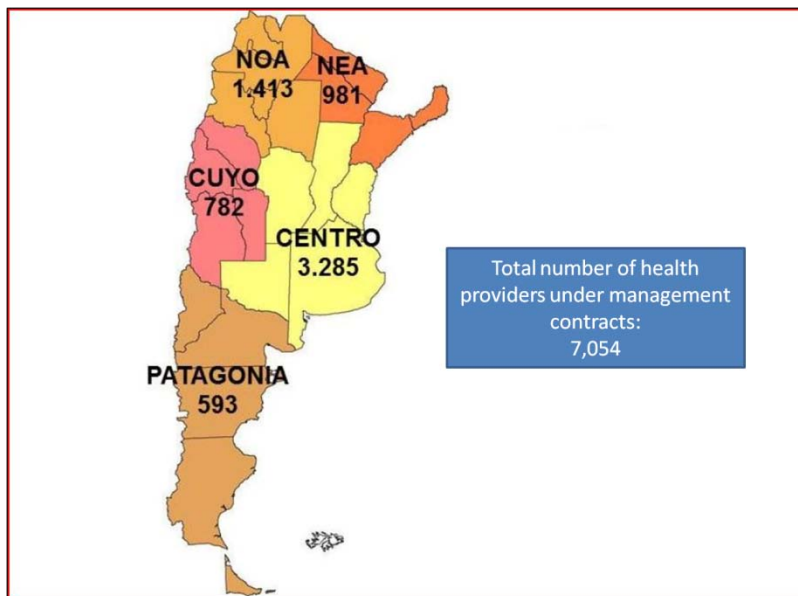 NOA
1.413
NEA
981
CUYO
782
CENTRO
3.285
PATAGONIA
593
Total number of health
providers under management
contracts:
7,054